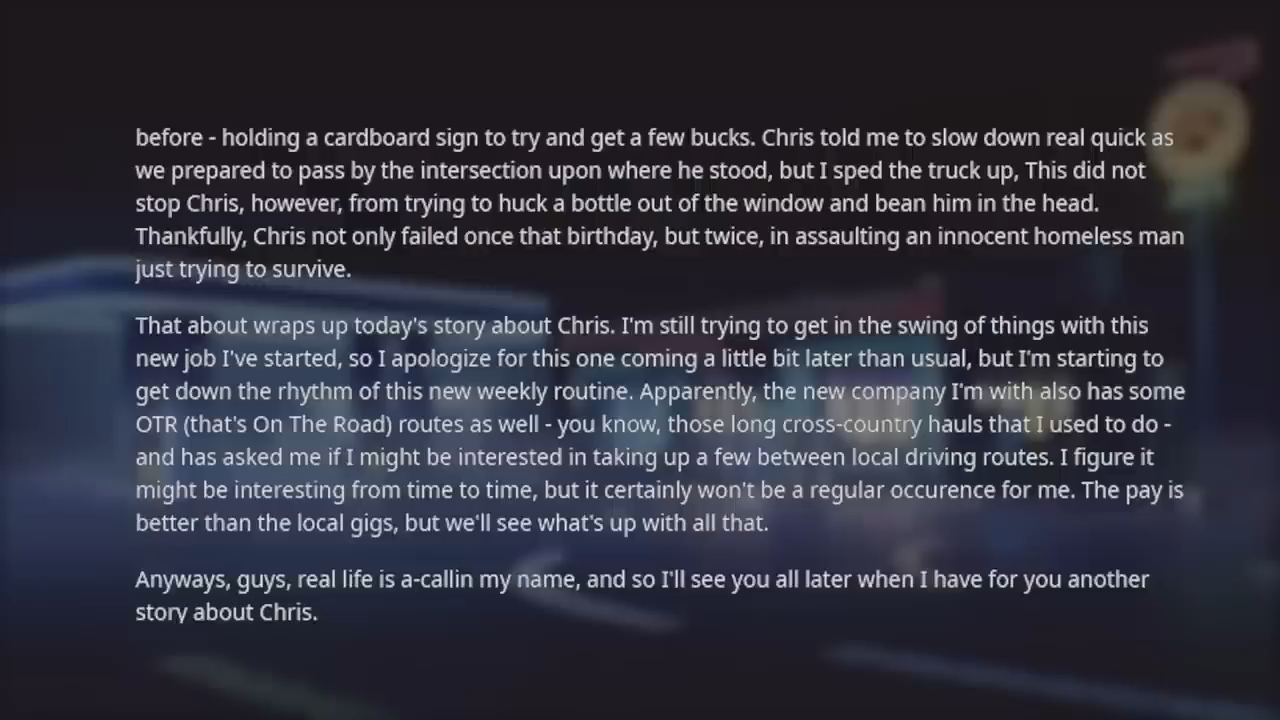 before - holding a cardboard sign to try and get a few bucks. Chris told me to slow down real quick as
we prepared to pass by the intersection upon where he stood, but I sped the truck up, This did not
stop Chris, however, from trying to huck a bottle out of the window and bean him in the head.
Thankfully, Chris not only failed once that birthday, but twice, in assaulting an innocent homeless man
just trying to survive.
That about wraps up today's story about Chris. I'm still trying to get in the swing of things with this
new job I've started, so I apologize for this one coming a little bit later than usual, but I'm starting to
get down the rhythm of this new weekly routine. Apparently, the new company I'm with also has some
OTR (that's On The Road) routes as well - you know, those long cross-country hauls that I used to do -
and has asked me if I might be interested in taking up a few between local driving routes. I figure it
might be interesting from time to time, but it certainly won't be a regular occurence for me. The pay is
better than the local gigs, but we'll see what's up with all that.
Anyways, guys, real life is a-callin my name, and so I'll see you all later when I have for you another
story about Chris.